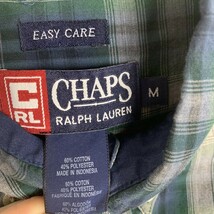 EASY CARE
C
RL
CHAPS
RALPH LAUREN
M
60% COTTON
40% POLYESTER
MADE IN INDONESIA
60% COTTON
40% POLYESTER